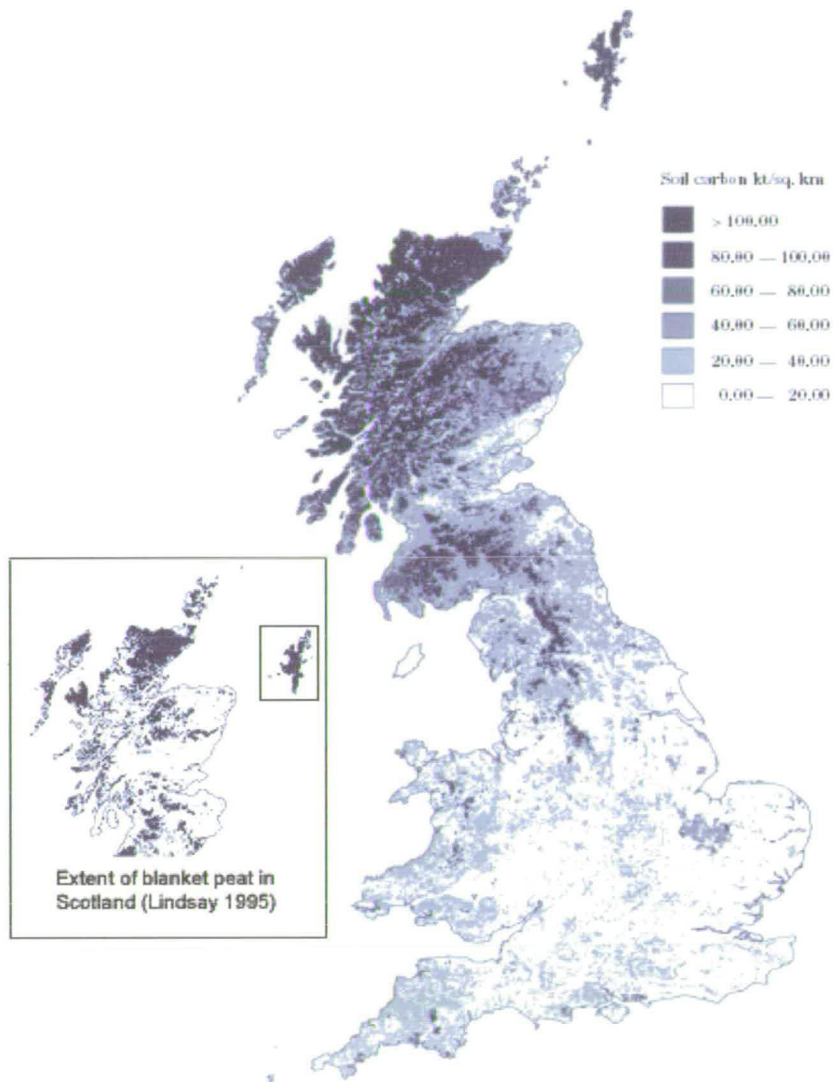 Soil carbon kt/sq. km
> 100.00
80.00 — 100.00
60.00 — 80.00
40.00 — 60.00
20.00 — 40.00
0.00 — 20.00
Extent of blanket peat in
Scotland (Lindsay 1995)